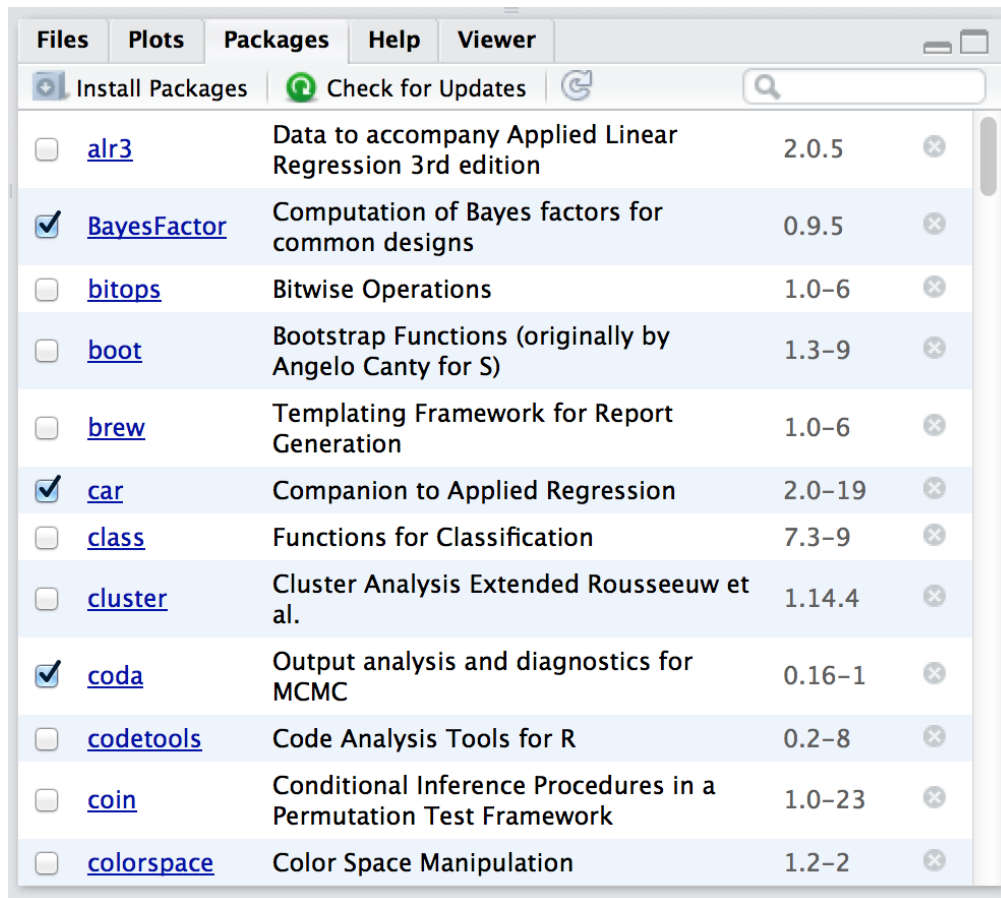 Files Plots Packages Help Viewer
Install Packages Check for Updates
alr3 Data to accompany Applied Linear 2.0.5
Regression 3rd edition
BayesFactor Computation of Bayes factors for 0.9.5
common designs
bitops Bitwise Operations 1.0-6
boot Bootstrap Functions (originally by 1.3-9
Angelo Canty for S)
brew Templating Framework for Report 1.0-6
Generation
car Companion to Applied Regression 2.0-19
class Functions for Classification 7.3-9
cluster Cluster Analysis Extended Rousseeuw et 1.14.4
al.
coda Output analysis and diagnostics for 0.16-1
MCMC
codetools Code Analysis Tools for R 0.2-8
coin Conditional Inference Procedures in a 1.0-23
Permutation Test Framework
colorspace Color Space Manipulation 1.2-2